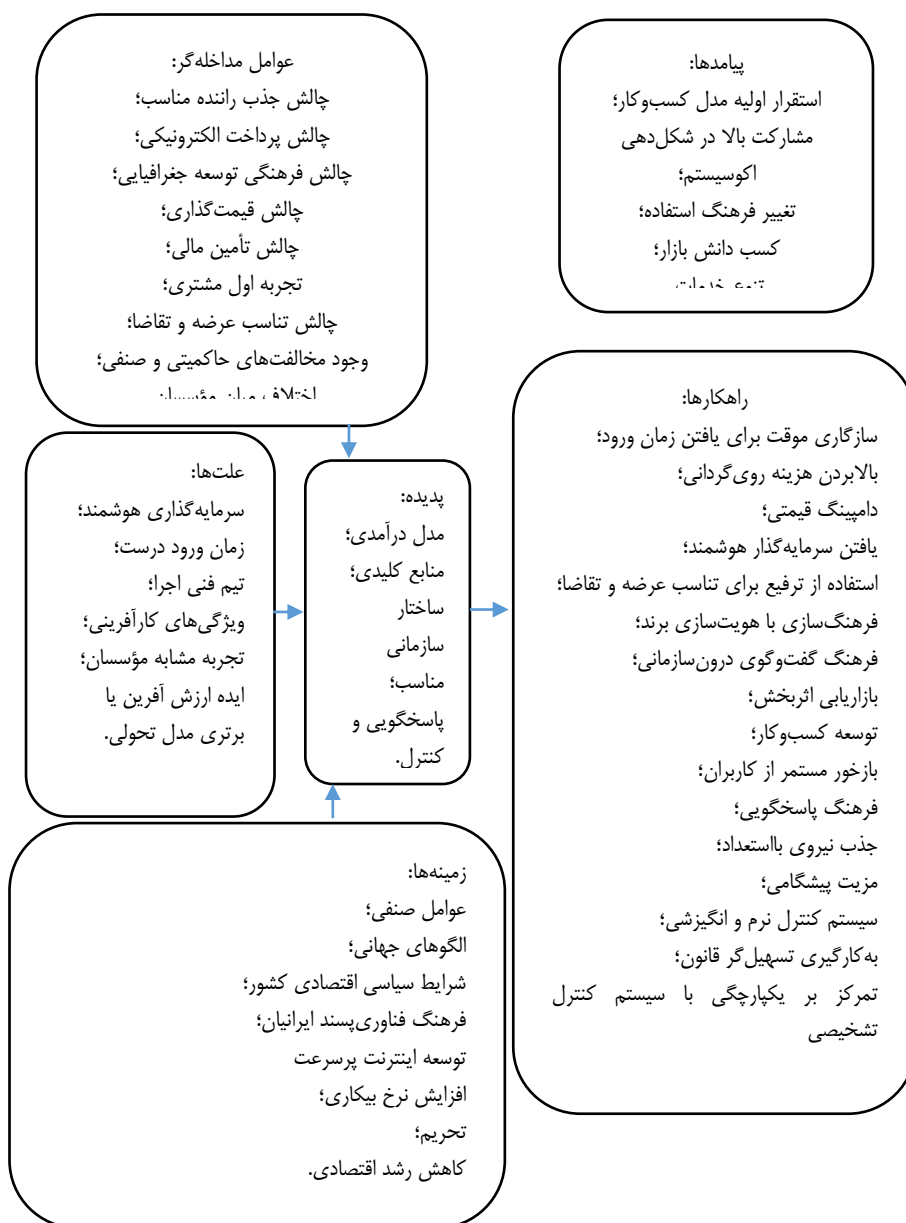 عوامل مداخله‌گر:
چالش جذب راننده مناسب؛
چالش پرداخت الکترونیکی؛
چالش فرهنگی توسعه جغرافیایی؛
چالش قیمت‌گذاری؛
چالش تأمین مالی؛
تجربه اول مشتری؛
چالش تناسب عرضه و تقاضا؛
وجود مخالفت‌های حاکمیتی و صنفی؛
اختلاف میان مؤسسان
پیامدها:
استقرار اولیه مدل کسب‌وکار؛
مشارکت بالا در شکل‌دهی
اکوسیستم؛
تغییر فرهنگ استفاده؛
کسب دانش بازار؛
تنوع خدمات
علت‌ها:
سرمایه‌گذاری هوشمند؛
زمان ورود درست؛
تیم فنی اجرا؛
ویژگی‌های کارآفرینی؛
تجربه مشابه مؤسسان؛
ایده ارزش آفرین یا
برتری مدل تحولی.
پدیده:
مدل درآمدی؛
منابع کلیدی؛
ساختار
سازمانی
مناسب؛
پاسخگویی و
کنترل.
راهکارها:
سازگاری موقت برای یافتن زمان ورود؛
بالابردن هزینه روی‌گردانی؛
دامپینگ قیمتی؛
یافتن سرمایه‌گذار هوشمند؛
استفاده از ترفیع برای تناسب عرضه و تقاضا؛
فرهنگ‌سازی با هویت‌سازی برند؛
فرهنگ گفت‌وگوی درون‌سازمانی؛
بازاریابی اثربخش؛
توسعه کسب‌وکار؛
بازخور مستمر از کاربران؛
فرهنگ پاسخگویی؛
جذب نیروی بااستعداد؛
مزیت پیشگامی؛
سیستم کنترل نرم و انگیزشی؛
به‌کارگیری تسهیل‌گر قانون؛
تمرکز بر یکپارچگی با سیستم کنترل
تشخیصی
زمینه‌ها:
عوامل صنفی؛
الگوهای جهانی؛
شرایط سیاسی اقتصادی کشور؛
فرهنگ فناوری‌پسند ایرانیان؛
توسعه اینترنت پرسرعت
افزایش نرخ بیکاری؛
تحریم؛
کاهش رشد اقتصادی.